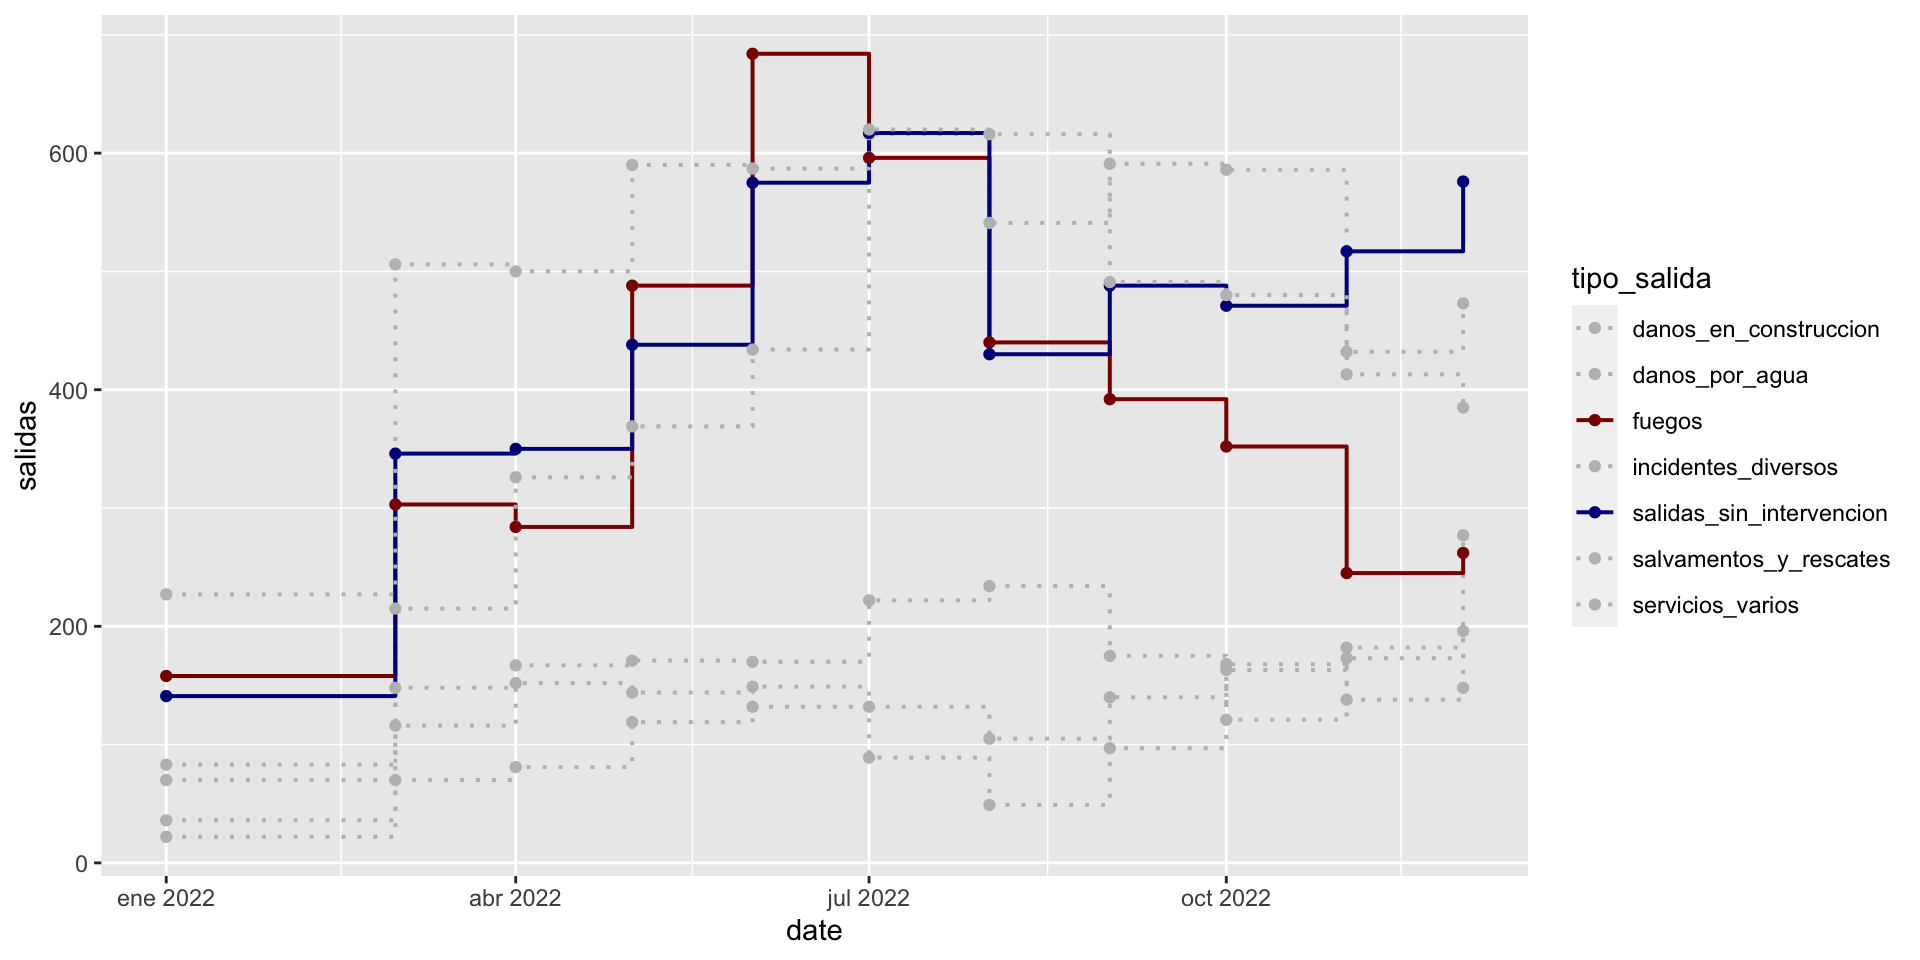 salidas
600
400
200
0
ene 2022
abr 2022
jul 2022
oct 2022
date
tipo_salida
danos_en_construccion
danos_por_agua
fuegos
incidentes_diversos
salidas_sin_intervencion
salvamentos_y_rescates
servicios_varios